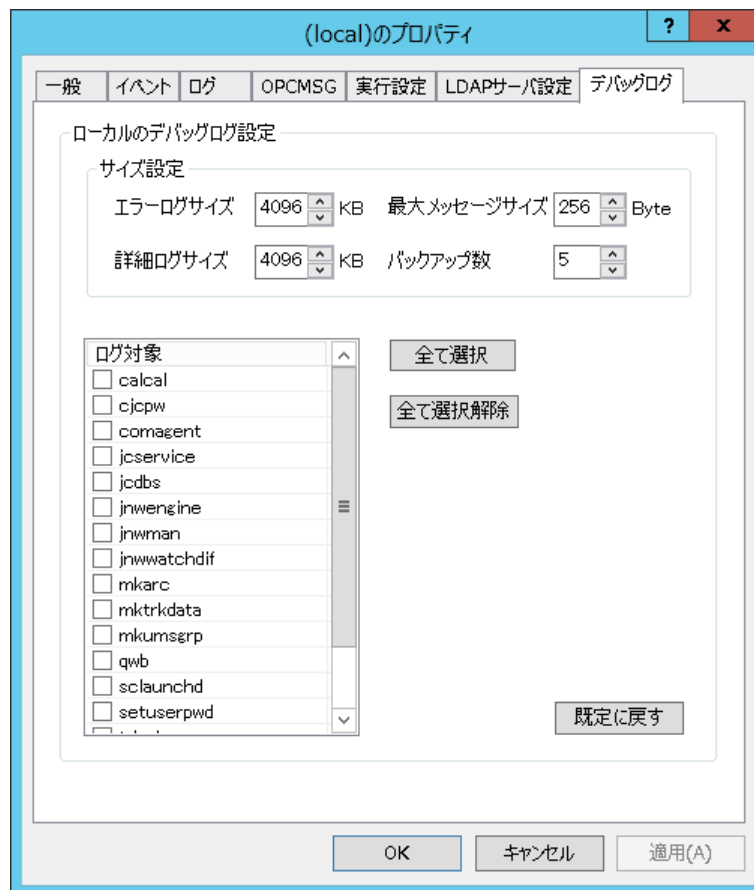 (local)のプロパティ
? x
一般 イベント ログ OPCMSG 実行設定 LDAPサーバ設定 デバッグログ
ローカルのデバッグログ設定
サイズ設定
エラーログサイズ 4096 KB 最大メッセージサイズ 256 Byte
詳細ログサイズ 4096 KB バックアップ数 5
ログ対象
全て選択
calcal
cjcpw
全て選択解除
comagent
jcservice
jcdbs
jnwengine
jnwman
jnwwatchdif
mkarc
mktrkdata
mkumsgrp
qwb
sclaunchd
setuserpwd
既定に戻す
OK キャンセル 適用(A)